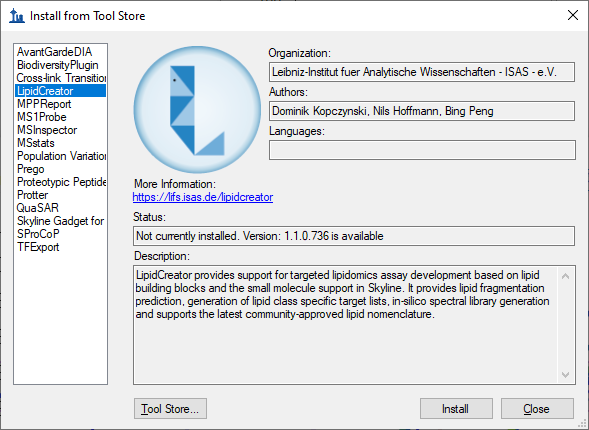 Install from Tool Store
AvantGardeDIA
BiodiversityPlugin
Cross-link Transition
LipidCreator
MPPReport
MS1Probe
MSInspector
MSstats
Population Variation
Prego
Proteotypic Peptide
Protter
QuaSAR
Skyline Gadget for
SProCoP
TFExport
Organization:
Leibniz-Institut fuer Analytische Wissenschaften - ISAS - e.V.
Authors:
Dominik Kopczynski, Nils Hoffmann, Bing Peng
Languages:
More Information:
https://lifs.isas.de/lipidcreator
Status:
Not currently installed. Version: 1.1.0.736 is available
Description:
LipidCreator provides support for targeted lipidomics assay development based on lipid
building blocks and the small molecule support in Skyline. It provides lipid fragmentation
prediction, generation of lipid class specific target lists, in-silico spectral library generation
and supports the latest community-approved lipid nomenclature.
Tool Store...
Install
Close